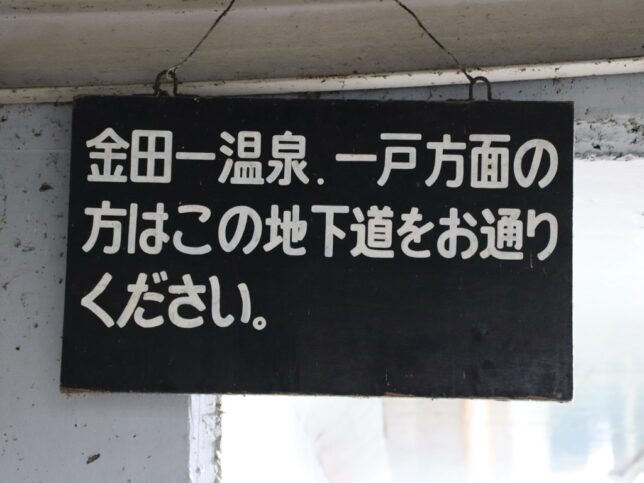 金田一温泉.一戸方面の
方はこの地下道をお通り
ください。